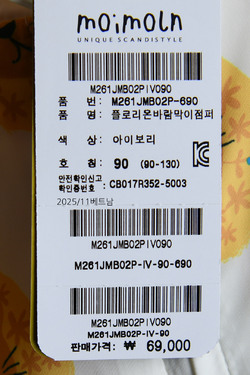 moimoln
UNIQUE SCANDISTYLE
M261JMB02PIV090
품 번: M261JMB02P-690
품 명: 플로리온바람막이점퍼
색 상: 아이보리
호 칭: 90 (90-130)
안전확인신고
확인증번호 : CB017R352-5003
2025/11베트남
M261JMB02PIV090
M261JMB02P-IV-90-690
M261JMB02PIV090
M261JMB02P-IV-90
판매가격: ₩ 69,000